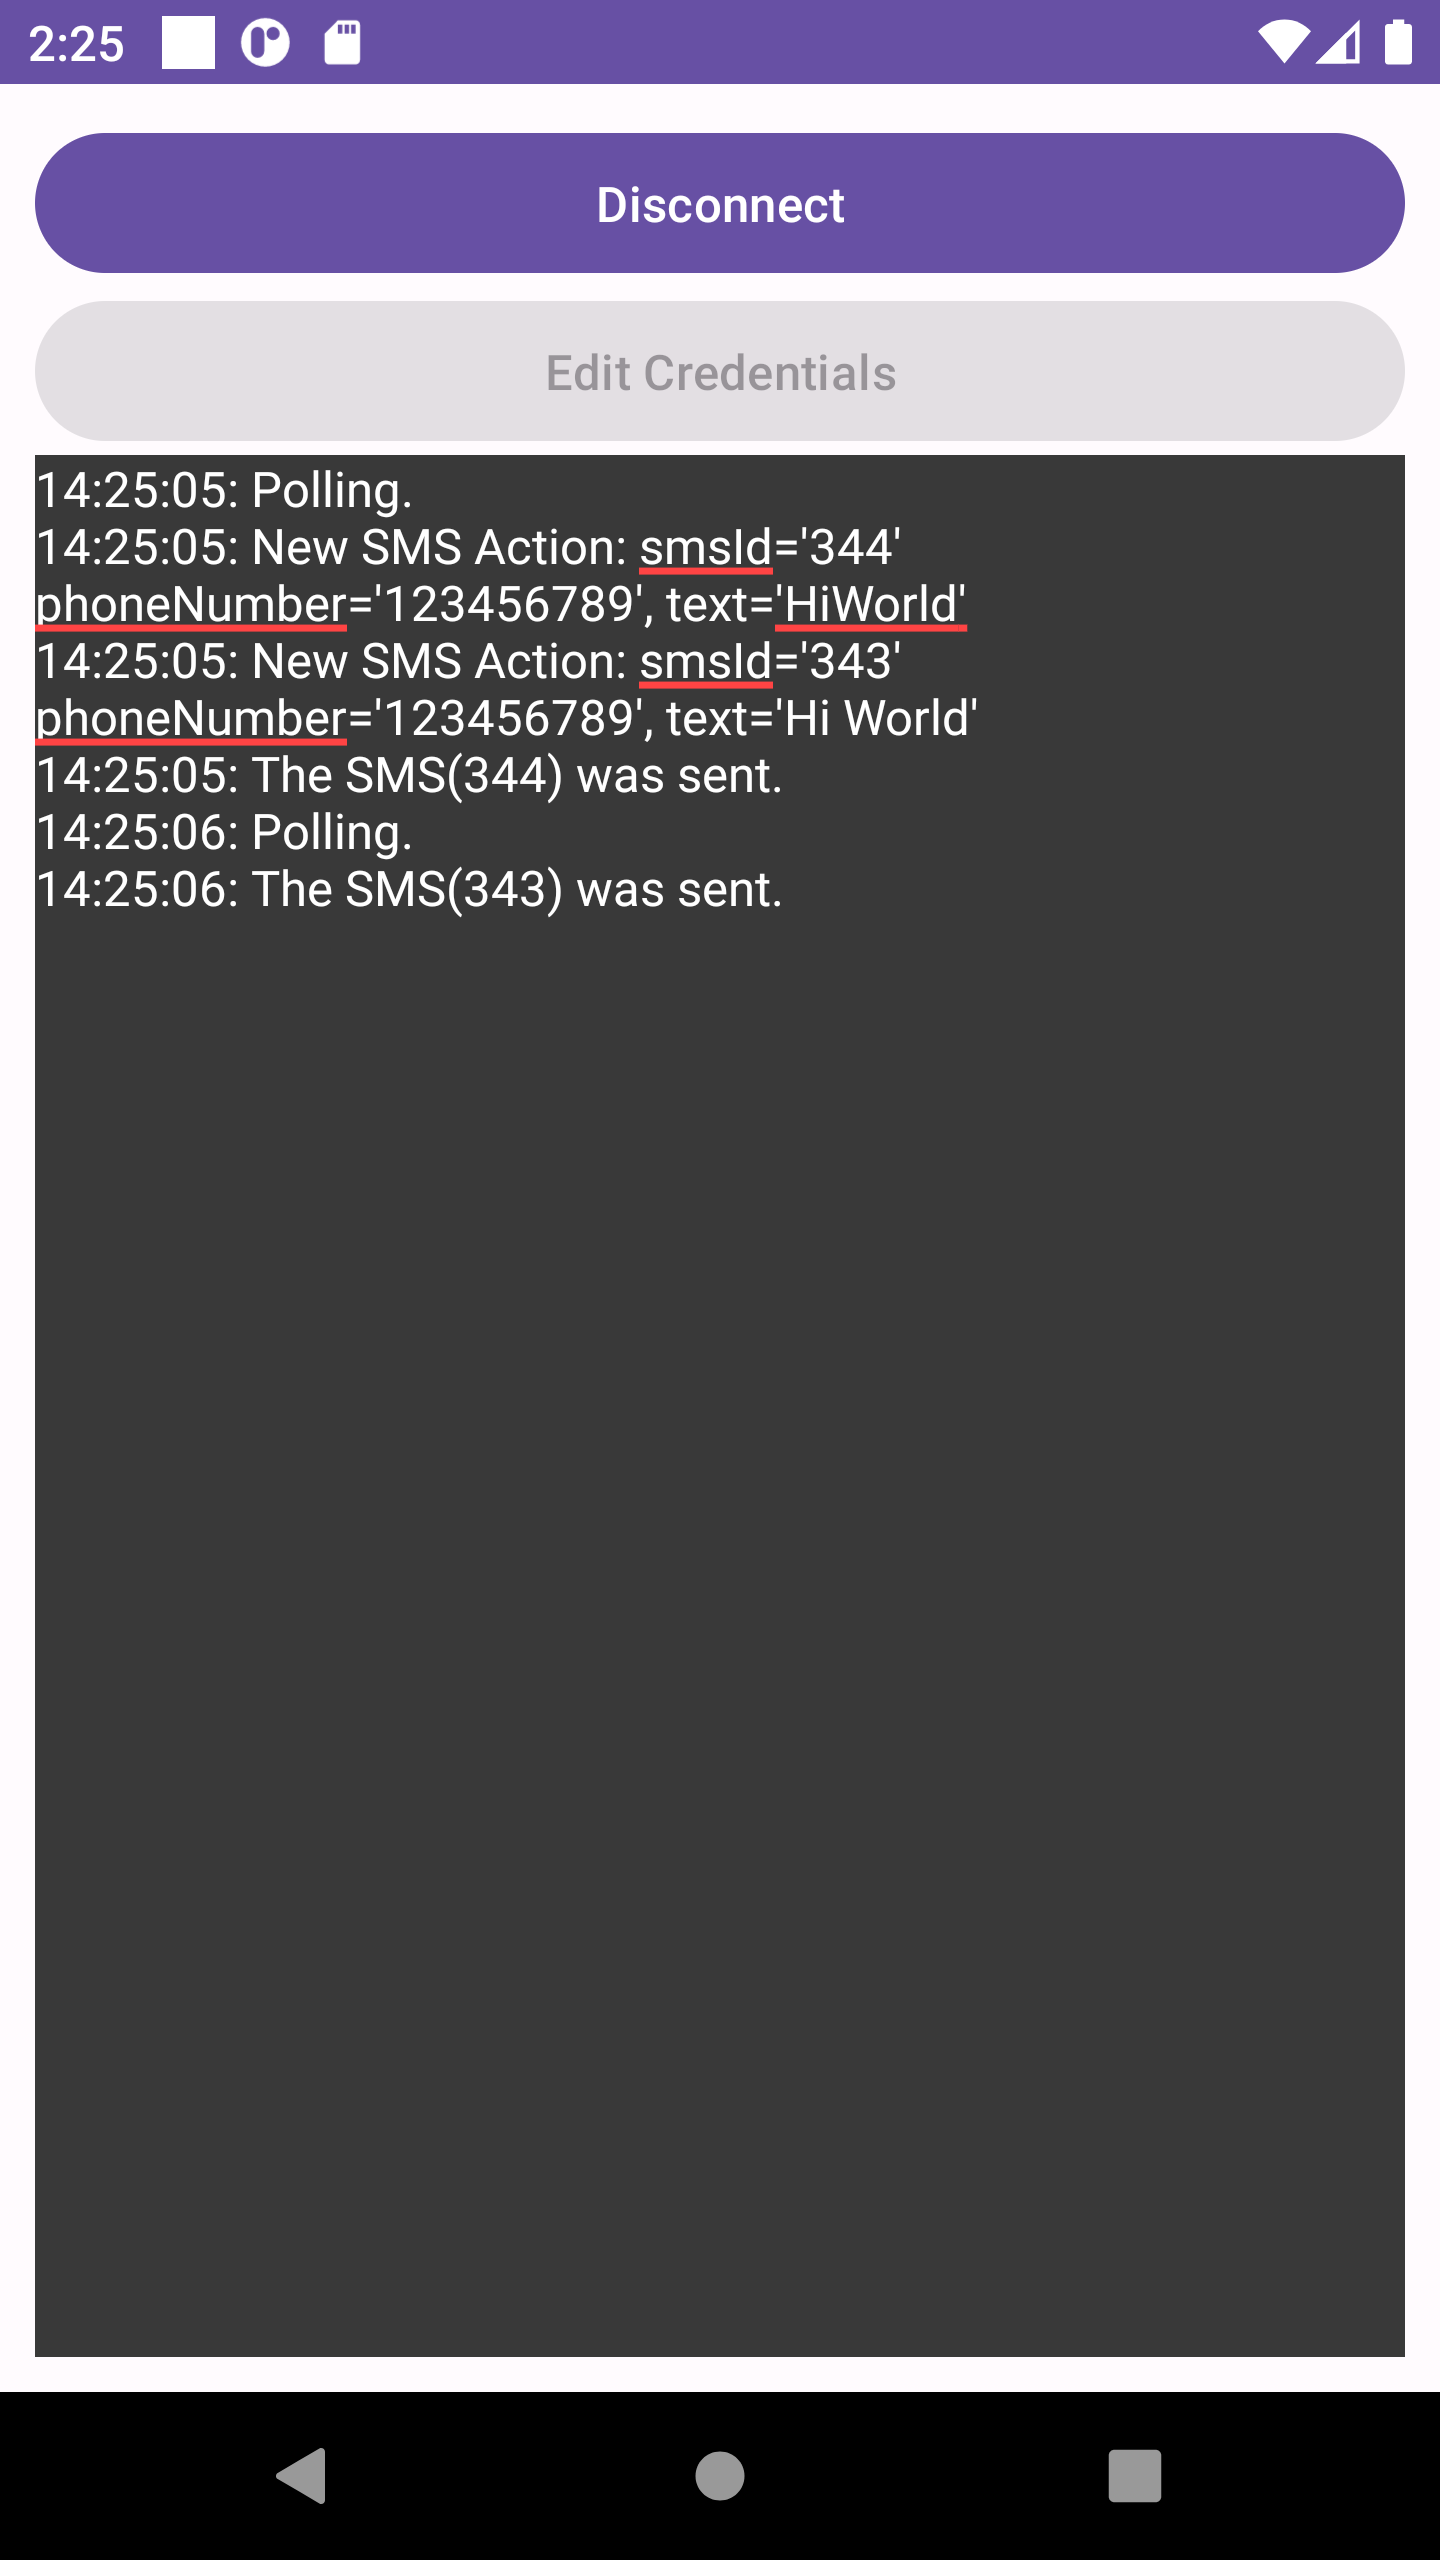 2:25
Disconnect
Edit Credentials
14:25:05: Polling.
14:25:05: New SMS Action: smsId='344'
phoneNumber='123456789', text='HiWorld'
14:25:05: New SMS Action: smsId='343'
phoneNumber='123456789', text='Hi World'
14:25:05: The SMS(344) was sent.
14:25:06: Polling.
14:25:06: The SMS(343) was sent.